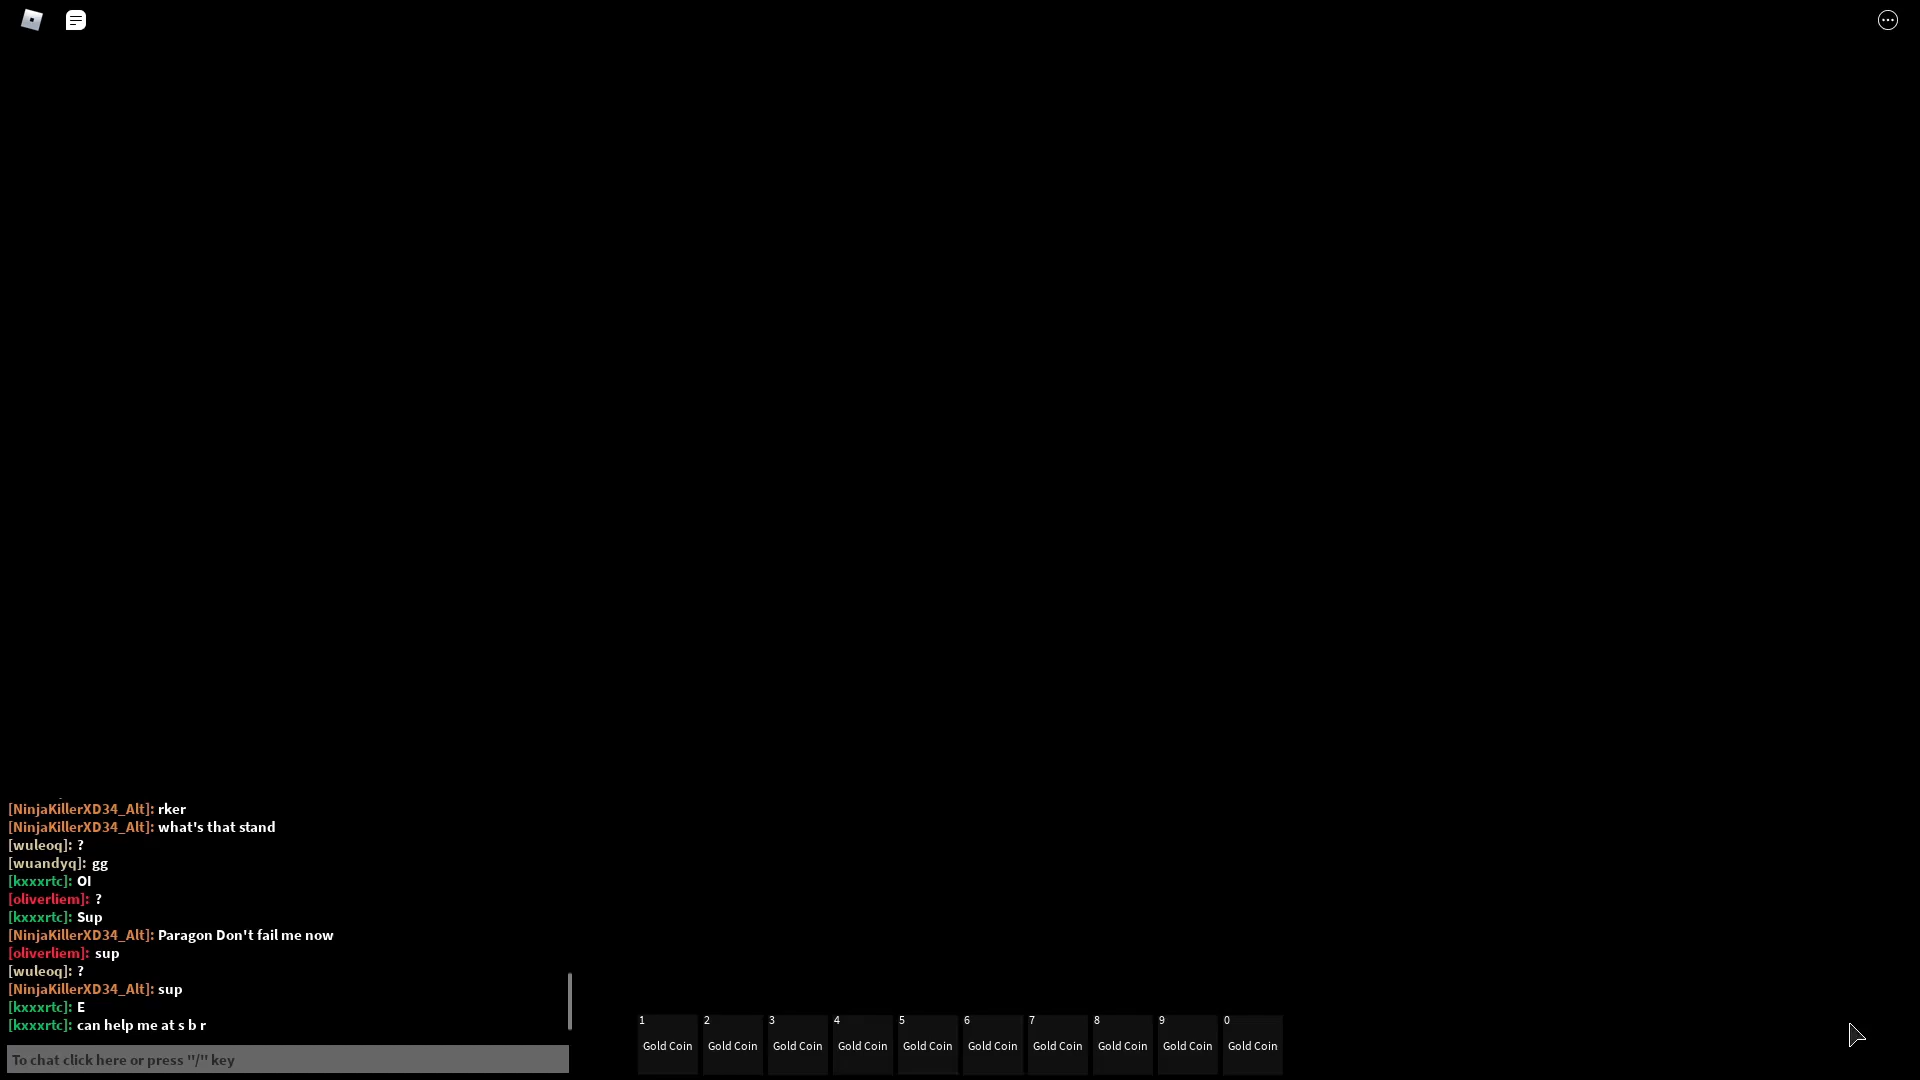 [NinjaKillerXD34_Alt]: rker
[NinjaKillerXD34_Alt]: what's that stand
[wuleoq]: ?
[wuandyq]: gg
[kxxxrtc]: OI
[oliverliem]: ?
[kxxxrtc]: Sup
[NinjaKillerXD34_Alt]: Paragon Don't fail me now
[oliverliem]: sup
[wuleoq]: ?
[NinjaKillerXD34_Alt]: sup
[kxxxrtc]: E
[kxxxrtc]: can help me at s b r
To chat click here or press "/" key
1 2 3 4 5 6 7 8 9 0
Gold Coin Gold Coin Gold Coin Gold Coin Gold Coin Gold Coin Gold Coin Gold Coin Gold Coin Gold Coin